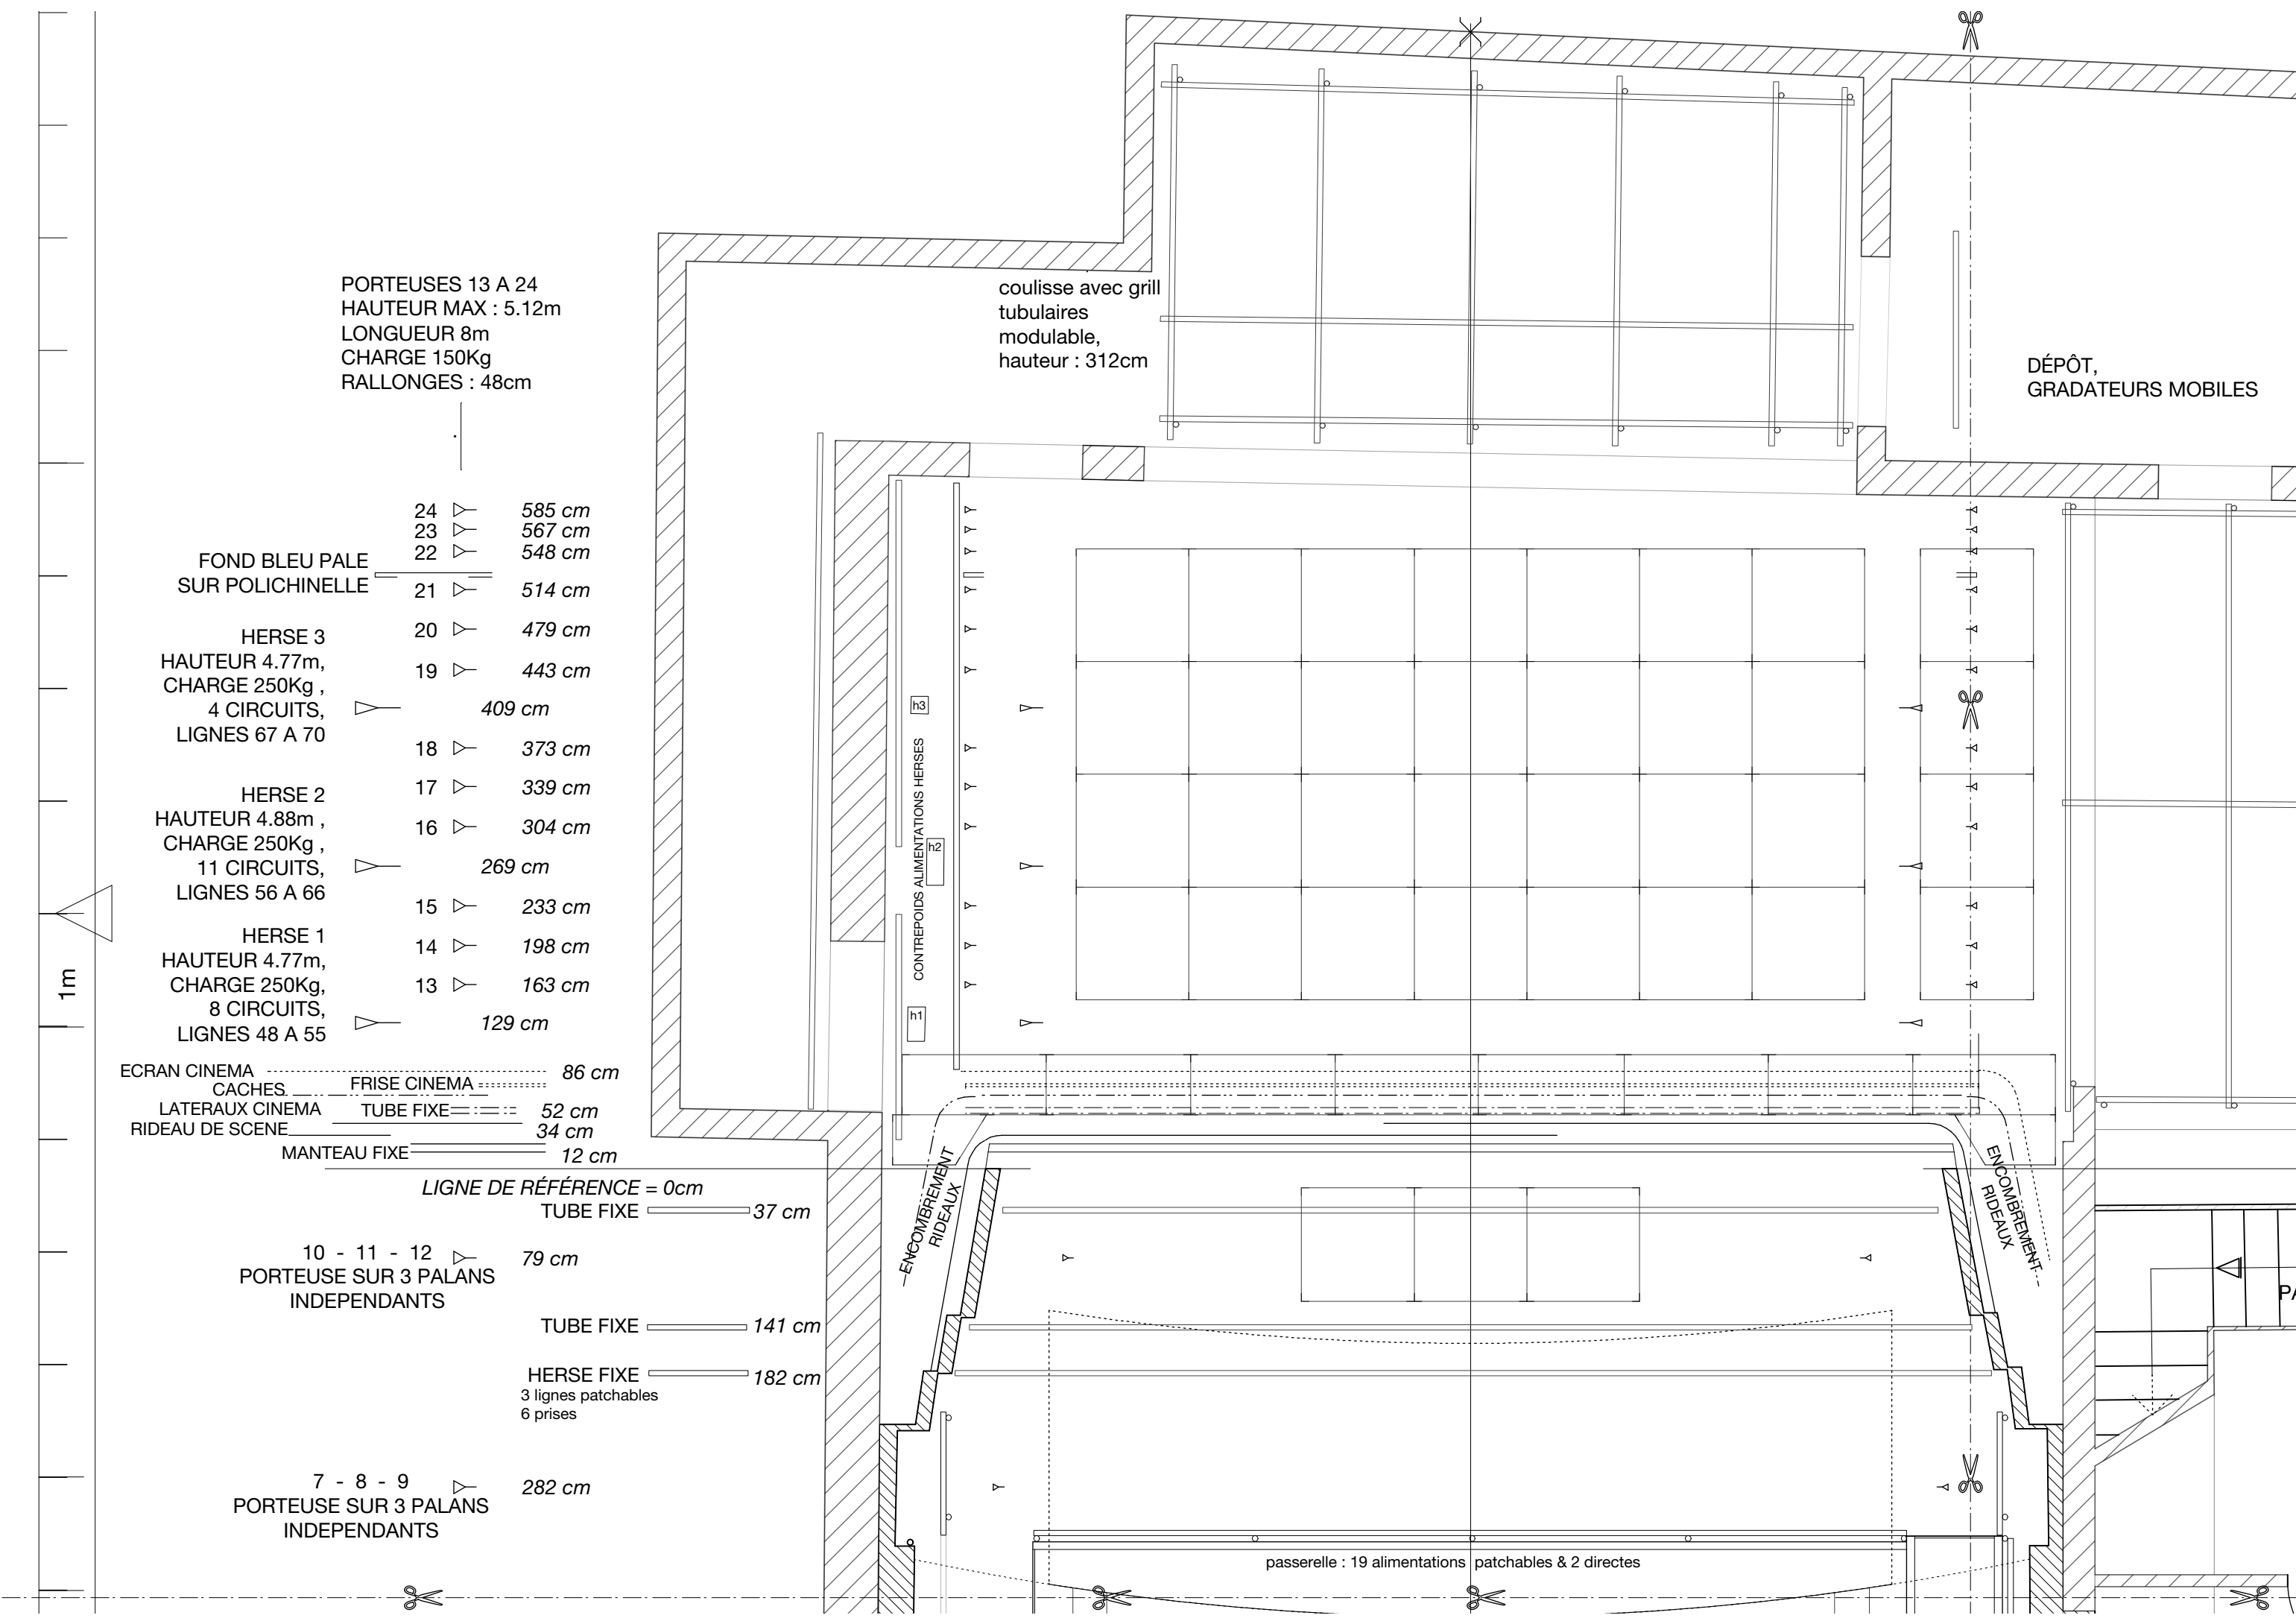 PORTEUSES 13 A 24
HAUTEUR MAX : 5.12m
LONGUEUR 8m
CHARGE 150Kg
RALLONGES : 48cm
coulisse avec grill
tubulaires
modulable,
hauteur : 312cm
DÉPÔT,
GRADATEURS MOBILES
24 585 cm
23 567 cm
22 548 cm
FOND BLEU PALE
SUR POLICHINELLE
21 514 cm
20 479 cm
19 443 cm
HERSE 3
HAUTEUR 4.77m,
CHARGE 250Kg ,
4 CIRCUITS,
LIGNES 67 A 70
409 cm
18 373 cm
17 339 cm
16 304 cm
HERSE 2
HAUTEUR 4.88m ,
CHARGE 250Kg ,
11 CIRCUITS,
LIGNES 56 A 66
269 cm
15 233 cm
14 198 cm
13 163 cm
HERSE 1
HAUTEUR 4.77m,
CHARGE 250Kg,
8 CIRCUITS,
LIGNES 48 A 55
129 cm
1m
h3
h2
h1
CONTREPOIDS ALIMENTATIONS HERSES
ECRAN CINEMA 86 cm
CACHES FRISE CINEMA
LATERAUX CINEMA TUBE FIXE 52 cm
RIDEAU DE SCENE 34 cm
MANTEAU FIXE 12 cm
LIGNE DE RÉFÉRENCE = 0cm
TUBE FIXE 37 cm
10 - 11 - 12 79 cm
PORTEUSE SUR 3 PALANS
INDEPENDANTS
TUBE FIXE 141 cm
HERSE FIXE 182 cm
3 lignes patchables
6 prises
7 - 8 - 9 282 cm
PORTEUSE SUR 3 PALANS
INDEPENDANTS
ENCOMBREMENT
RIDEAUX
ENCOMBREMENT
RIDEAUX
PA
passerelle : 19 alimentations patchables & 2 directes